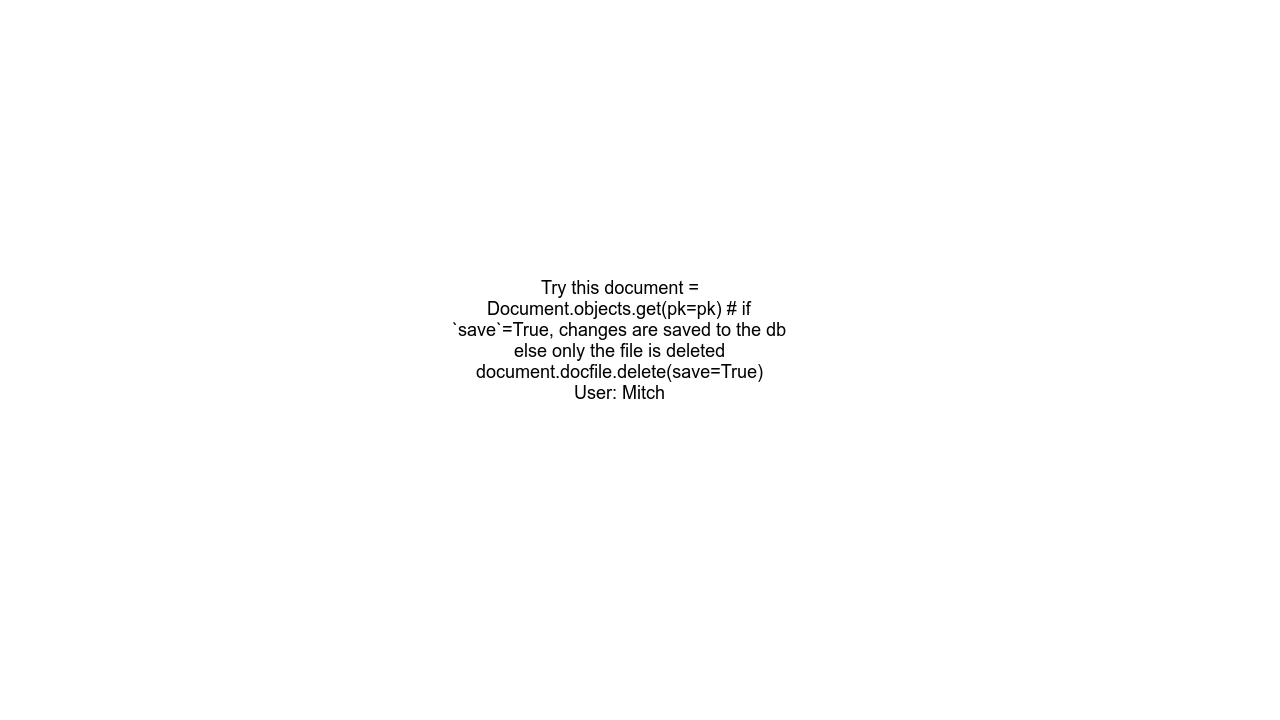 Try this document =
Document.objects.get(pk=pk) # if
`save`=True, changes are saved to the db
else only the file is deleted
document.docfile.delete(save=True)
User: Mitch